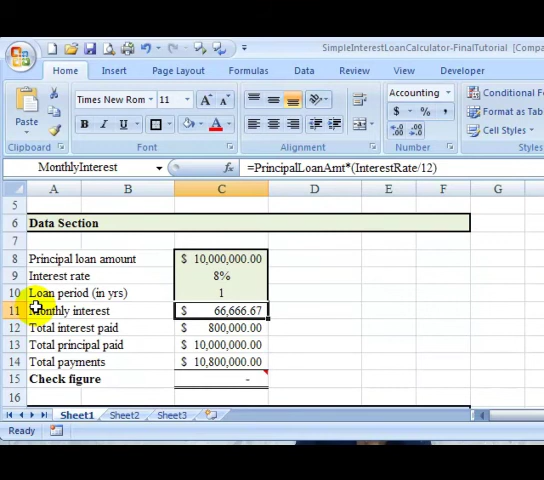 SimpleInterestLoanCalculator-FinalTutorial [Compa
Home Insert Page Layout Formulas Data Review View Developer
Times New Rom 11 Accounting Conditional Form
Paste B I U A $ % , Format as Tab
Cell Styles
Clipboard Font Alignment Number Styles
MonthlyInterest fx =PrincipalLoanAmt*(InterestRate/12)
A B C D E F G
5
6 Data Section
7
8 Principal loan amount $ 10,000,000.00
9 Interest rate 8%
10 Loan period (in yrs) 1
11 Monthly interest $ 66,666.67
12 Total interest paid $ 800,000.00
13 Total principal paid $ 10,000,000.00
14 Total payments $ 10,800,000.00
15 Check figure -
16
Sheet1 Sheet2 Sheet3
Ready